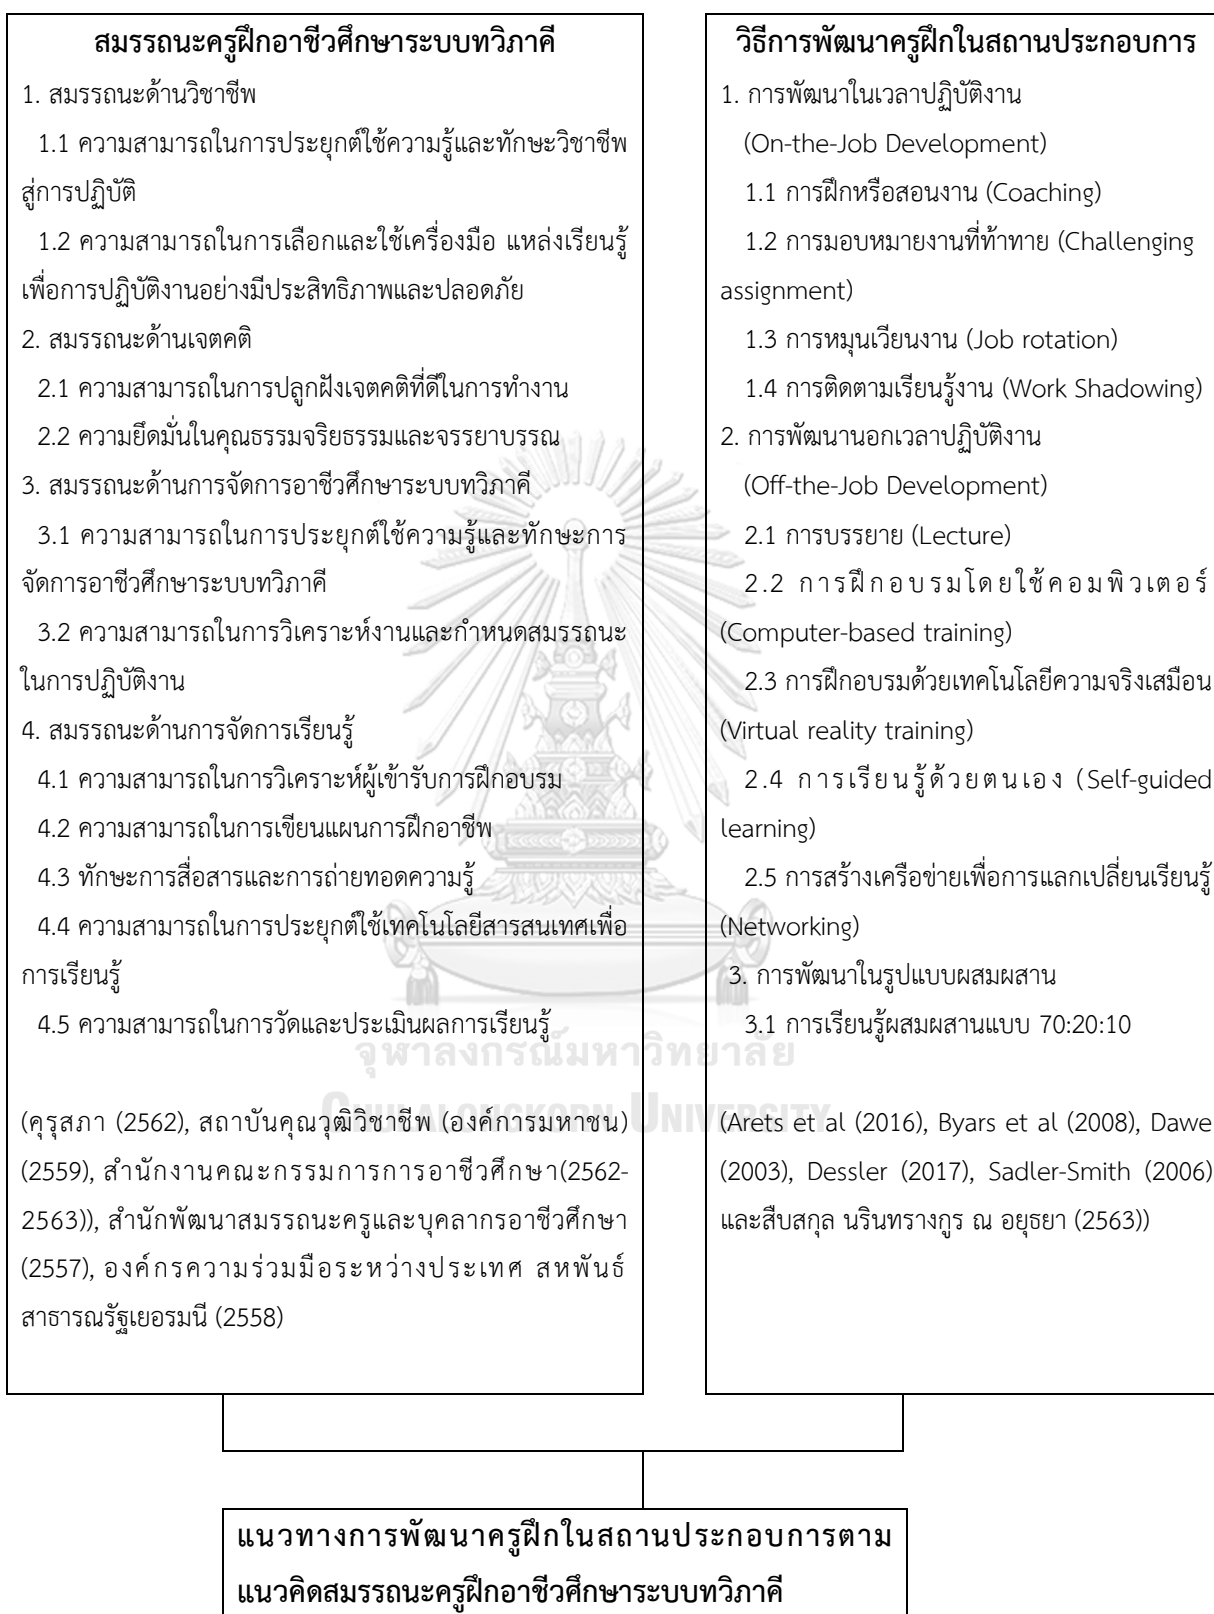 สมรรถนะครูฝึกอาชีวศึกษาระบบทวิภาคี
1. สมรรถนะด้านวิชาชีพ
1.1 ความสามารถในการประยุกต์ใช้ความรู้และทักษะวิชาชีพ
สู่การปฏิบัติ
1.2 ความสามารถในการเลือกและใช้เครื่องมือ แหล่งเรียนรู้
เพื่อการปฏิบัติงานอย่างมีประสิทธิภาพและปลอดภัย
2. สมรรถนะด้านเจตคติ
2.1 ความสามารถในการปลูกฝังเจตคติที่ดีในการทำงาน
2.2 ความยึดมั่นในคุณธรรมจริยธรรมและจรรยาบรรณ
3. สมรรถนะด้านการจัดการอาชีวศึกษาระบบทวิภาคี
3.1 ความสามารถในการประยุกต์ใช้ความรู้และทักษะการ
จัดการอาชีวศึกษาระบบทวิภาคี
3.2 ความสามารถในการวิเคราะห์งานและกำหนดสมรรถนะ
ในการปฏิบัติงาน
4. สมรรถนะด้านการจัดการเรียนรู้
4.1 ความสามารถในการวิเคราะห์ผู้เข้ารับการฝึกอบรม
4.2 ความสามารถในการเขียนแผนการฝึกอาชีพ
4.3 ทักษะการสื่อสารและการถ่ายทอดความรู้
4.4 ความสามารถในการประยุกต์ใช้เทคโนโลยีสารสนเทศเพื่อ
การเรียนรู้
4.5 ความสามารถในการวัดและประเมินผลการเรียนรู้
(คุรุสภา (2562), สถาบันคุณวุฒิวิชาชีพ (องค์การมหาชน)
(2559), สำนักงานคณะกรรมการการอาชีวศึกษา(2562-
2563)), สำนักพัฒนาสมรรถนะครูและบุคลากรอาชีวศึกษา
(2557), องค์กรความร่วมมือระหว่างประเทศ สหพันธ์
สาธารณรัฐเยอรมนี (2558)
วิธีการพัฒนาครูฝึกในสถานประกอบการ
1. การพัฒนาในเวลาปฏิบัติงาน
(On-the-Job Development)
1.1 การฝึกหรือสอนงาน (Coaching)
1.2 การมอบหมายงานที่ท้าทาย (Challenging
assignment)
1.3 การหมุนเวียนงาน (Job rotation)
1.4 การติดตามเรียนรู้งาน (Work Shadowing)
2. การพัฒนานอกเวลาปฏิบัติงาน
(Off-the-Job Development)
2.1 การบรรยาย (Lecture)
2.2 การฝึกอบรมโดยใช้คอมพิวเตอร์
(Computer-based training)
2.3 การฝึกอบรมด้วยเทคโนโลยีความจริงเสมือน
(Virtual reality training)
2.4 การเรียนรู้ด้วยตนเอง (Self-guided
learning)
2.5 การสร้างเครือข่ายเพื่อการแลกเปลี่ยนเรียนรู้
(Networking)
3. การพัฒนาในรูปแบบผสมผสาน
3.1 การเรียนรู้ผสมผสานแบบ 70:20:10
(Arets et al (2016), Byars et al (2008), Dawe
(2003), Dessler (2017), Sadler-Smith (2006)
และสืบสกุล นรินทรางกูร ณ อยุธยา (2563))
จุฬาลงกรณ์มหาวิทยาลัย
CHULALONGKORN UNIVERSITY
แนวทางการพัฒนาครูฝึกในสถานประกอบการตาม
แนวคิดสมรรถนะครูฝึกอาชีวศึกษาระบบทวิภาคี